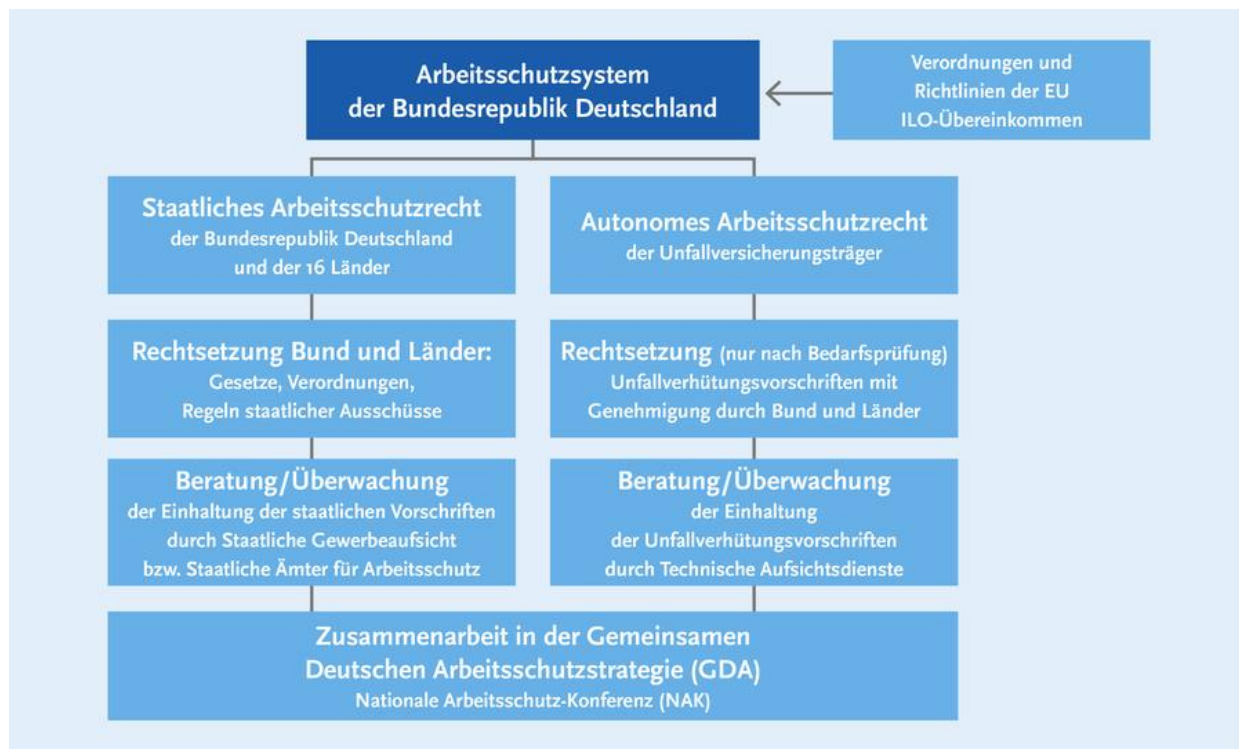 Arbeitsschutzsystem
der Bundesrepublik Deutschland
Verordnungen und
Richtlinien der EU
ILO-Übereinkommen
Staatliches Arbeitsschutzrecht
der Bundesrepublik Deutschland
und der 16 Länder
Autonomes Arbeitsschutzrecht
der Unfallversicherungsträger
Rechtsetzung Bund und Länder:
Gesetze, Verordnungen,
Regeln staatlicher Ausschüsse
Rechtsetzung (nur nach Bedarfsprüfung)
Unfallverhütungsvorschriften mit
Genehmigung durch Bund und Länder
Beratung/Überwachung
der Einhaltung der staatlichen Vorschriften
durch Staatliche Gewerbeaufsicht
bzw. Staatliche Ämter für Arbeitsschutz
Beratung/Überwachung
der Einhaltung
der Unfallverhütungsvorschriften
durch Technische Aufsichtsdienste
Zusammenarbeit in der Gemeinsamen
Deutschen Arbeitsschutzstrategie (GDA)
Nationale Arbeitsschutz-Konferenz (NAK)